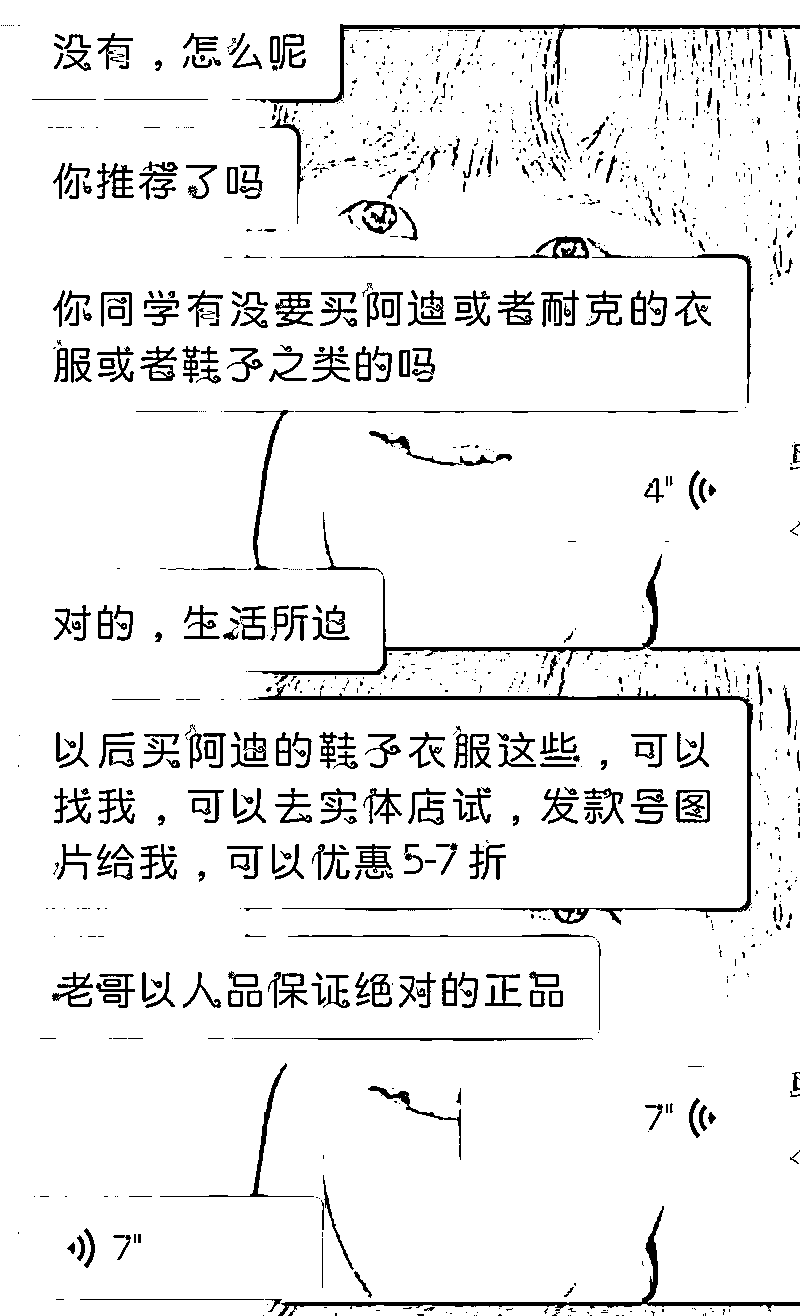 没有，怎么呢
你推荐了吗
你同学有没要买阿迪或者耐克的衣
服或者鞋子之类的吗
4"
对的，生活所迫
以后买阿迪的鞋子衣服这些，可以
找我，可以去实体店试，发款号图
片给我，可以优惠5-7折
老哥以人品保证绝对的正品
7"
7"